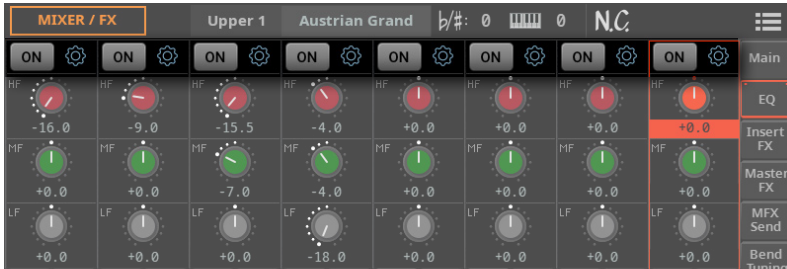 MIXER / FX Upper 1 Austrian Grand b/#: 0 0 N.C.
ON ON ON ON ON ON ON ON Main
HF HF HF HF HF HF HF HF EQ
-16.0 -9.0 -15.5 -4.0 +0.0 +0.0 +0.0 +0.0 Insert FX
MF MF MF MF MF MF MF MF
+0.0 +0.0 -7.0 -4.0 +0.0 +0.0 +0.0 +0.0 Master FX
LF LF LF LF LF LF LF LF MFX Send
+0.0 +0.0 +0.0 -18.0 +0.0 +0.0 +0.0 +0.0 Bend Tuning